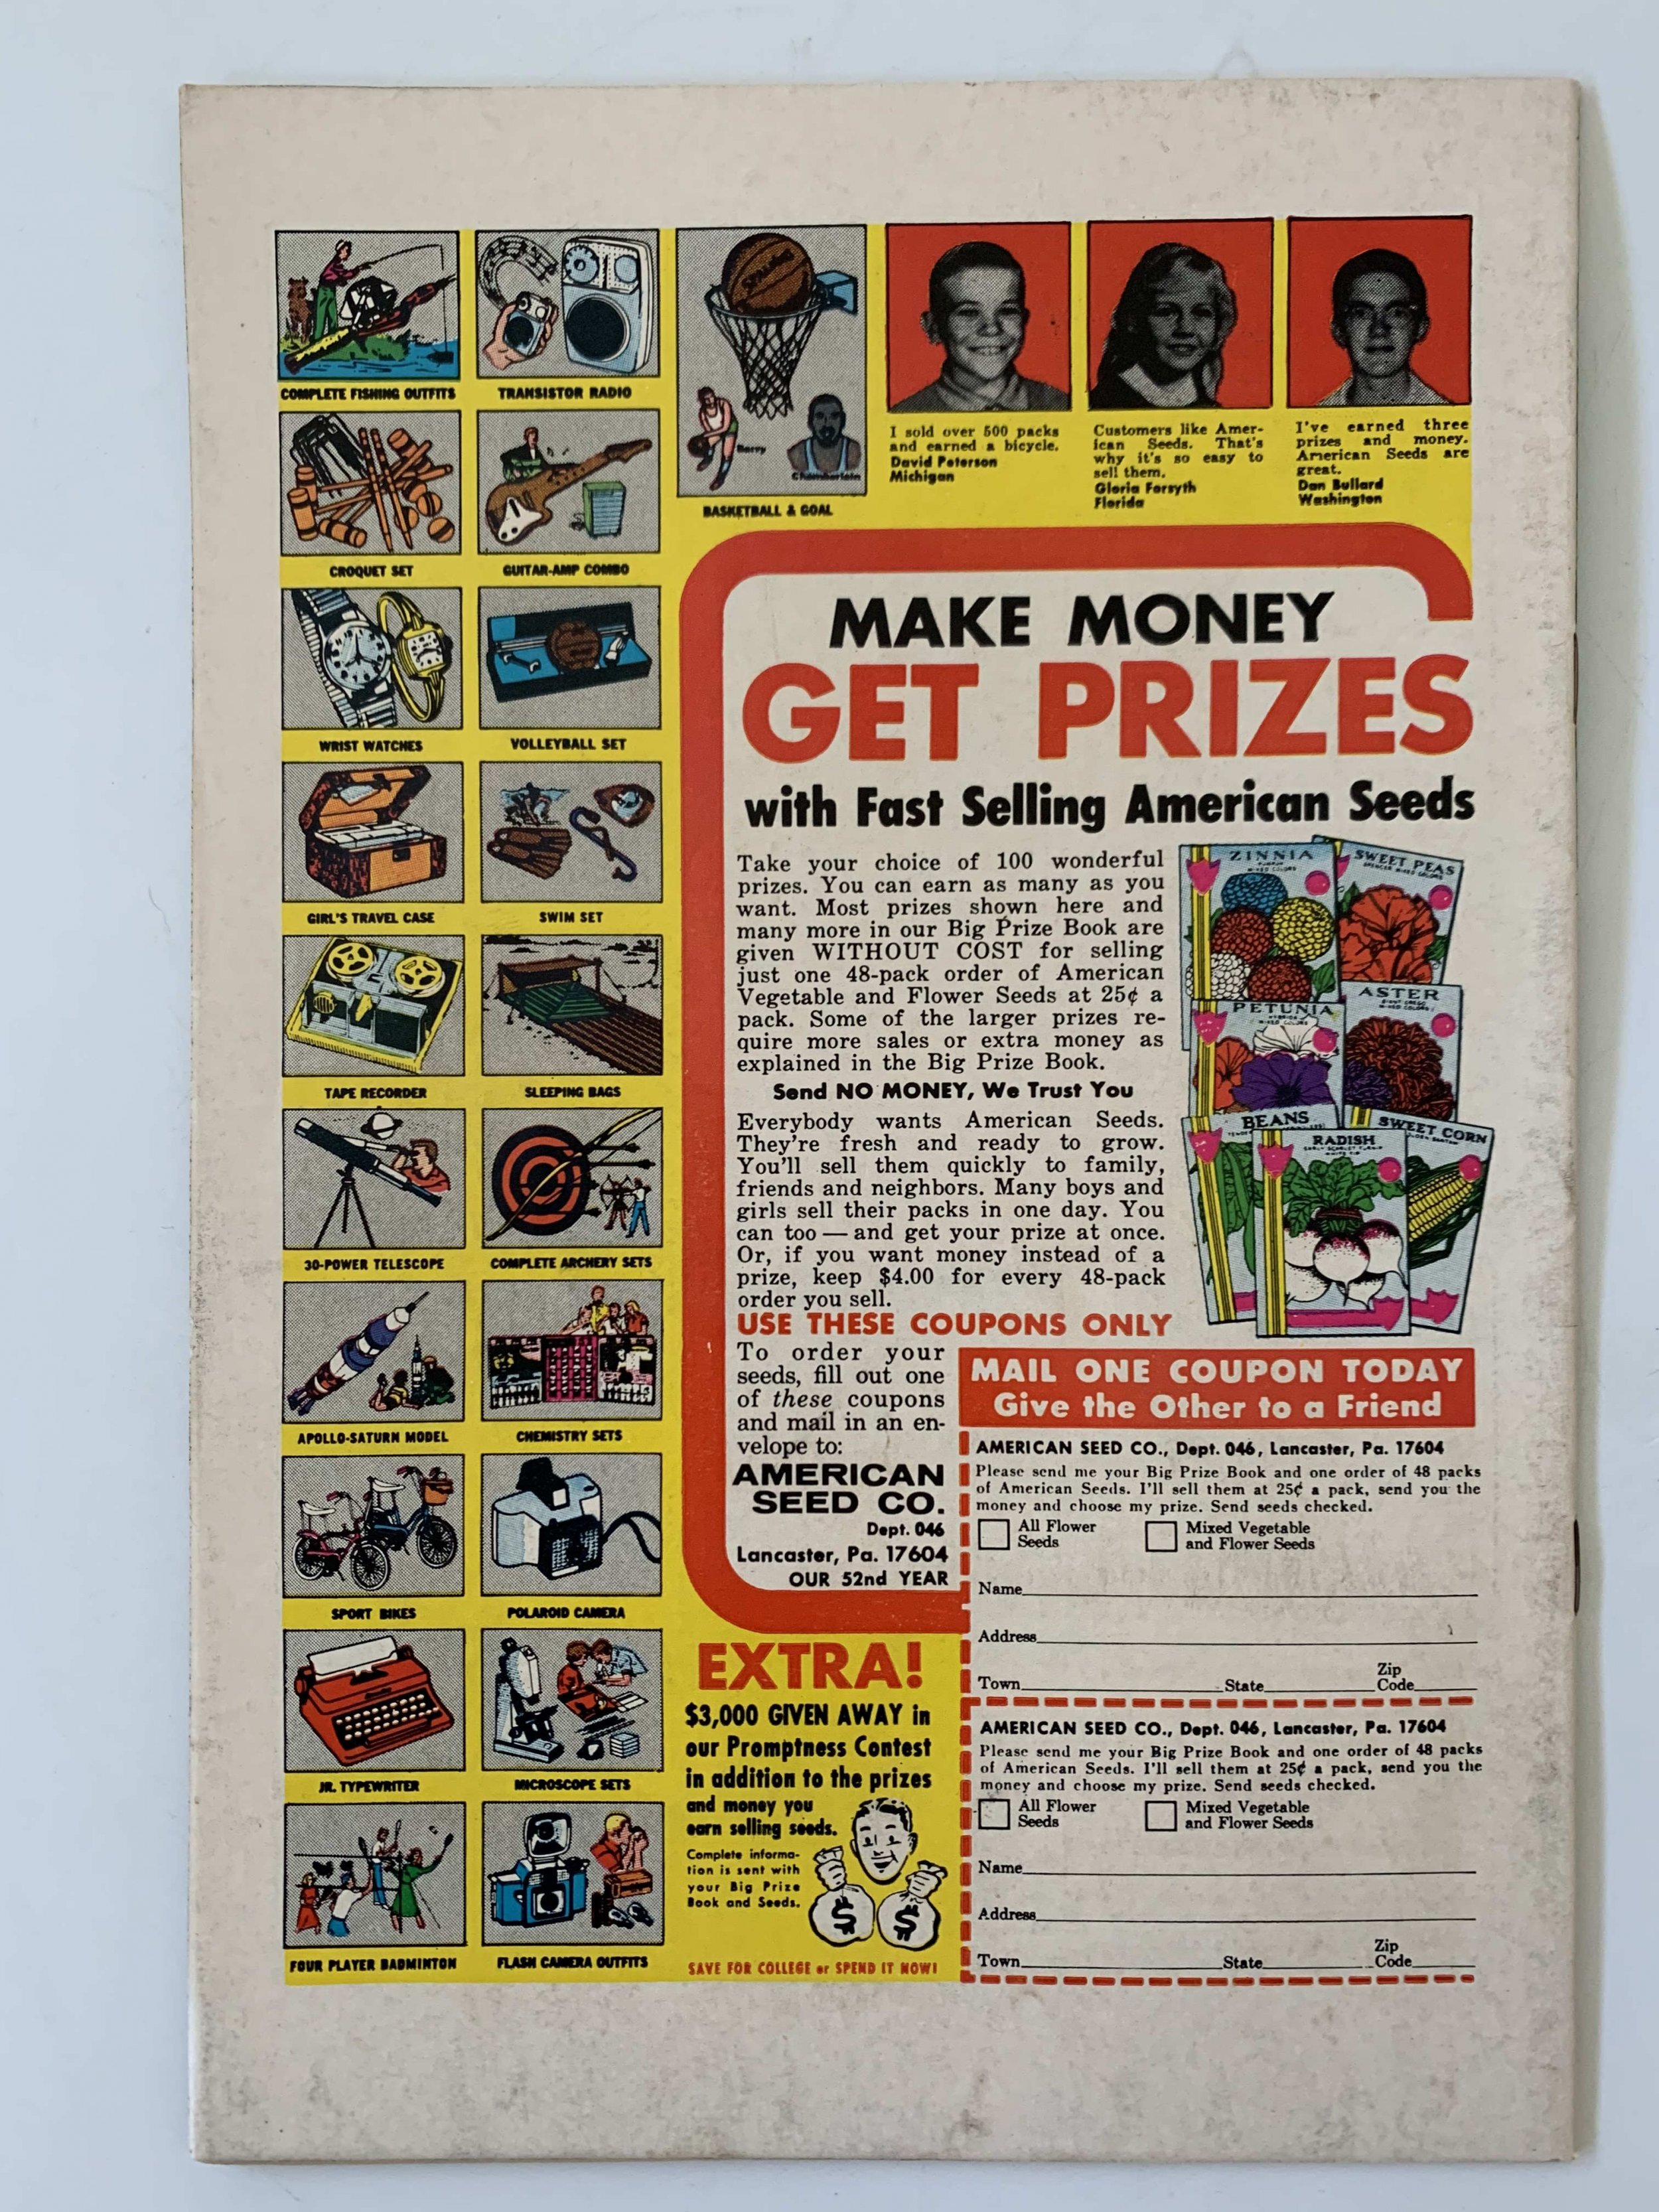 COMPLETE FISHING OUTFITS
TRANSISTOR RADIO
CROQUET SET
GUITAR-AMP COMBO
WRIST WATCHES
VOLLEYBALL SET
GIRL'S TRAVEL CASE
SWIM SET
TAPE RECORDER
SLEEPING BAGS
30-POWER TELESCOPE
COMPLETE ARCHERY SETS
APOLLO-SATURN MODEL
CHEMISTRY SETS
SPORT BIKES
POLAROID CAMERA
JR. TYPEWRITER
MICROSCOPE SETS
FOUR PLAYER BADMINTON
FLASH CAMERA OUTFITS
SPALDING
Barry
Chamberlain
BASKETBALL & GOAL
I sold over 500 packs
and earned a bicycle.
David Peterson
Michigan
Customers like Amer-
ican Seeds. That's
why it's so easy to
sell them.
Gloria Forsyth
Florida
I've earned three
prizes and money.
American Seeds are
great.
Dan Bullard
Washington
MAKE MONEY
GET PRIZES
with Fast Selling American Seeds
Take your choice of 100 wonderful
prizes. You can earn as many as you
want. Most prizes shown here and
many more in our Big Prize Book are
given WITHOUT COST for selling
just one 48-pack order of American
Vegetable and Flower Seeds at 25¢ a
pack. Some of the larger prizes re-
quire more sales or extra money as
explained in the Big Prize Book.
Send NO MONEY, We Trust You
Everybody wants American Seeds.
They're fresh and ready to grow.
You'll sell them quickly to family,
friends and neighbors. Many boys and
girls sell their packs in one day. You
can too — and get your prize at once.
Or, if you want money instead of a
prize, keep $4.00 for every 48-pack
order you sell.
ZINNIA
MIXED COLORS
SWEET PEAS
SPENCER MIXED COLORS
PETUNIA
MIXED COLORS
ASTER
MIXED COLORS
BEANS
RADISH
SWEET CORN
USE THESE COUPONS ONLY
To order your
seeds, fill out one
of these coupons
and mail in an en-
velope to:
AMERICAN
SEED CO.
Dept. 046
Lancaster, Pa. 17604
OUR 52nd YEAR
MAIL ONE COUPON TODAY
Give the Other to a Friend
AMERICAN SEED CO., Dept. 046, Lancaster, Pa. 17604
Please send me your Big Prize Book and one order of 48 packs
of American Seeds. I'll sell them at 25¢ a pack, send you the
money and choose my prize. Send seeds checked.
All Flower
Seeds
Mixed Vegetable
and Flower Seeds
Name
Address
Town State Zip Code
AMERICAN SEED CO., Dept. 046, Lancaster, Pa. 17604
Please send me your Big Prize Book and one order of 48 packs
of American Seeds. I'll sell them at 25¢ a pack, send you the
money and choose my prize. Send seeds checked.
All Flower
Seeds
Mixed Vegetable
and Flower Seeds
Name
Address
Town State Zip Code
EXTRA!
$3,000 GIVEN AWAY in
our Promptness Contest
in addition to the prizes
and money you
earn selling seeds.
Complete informa-
tion is sent with
your Big Prize
Book and Seeds.
$ $
SAVE FOR COLLEGE or SPEND IT NOW!